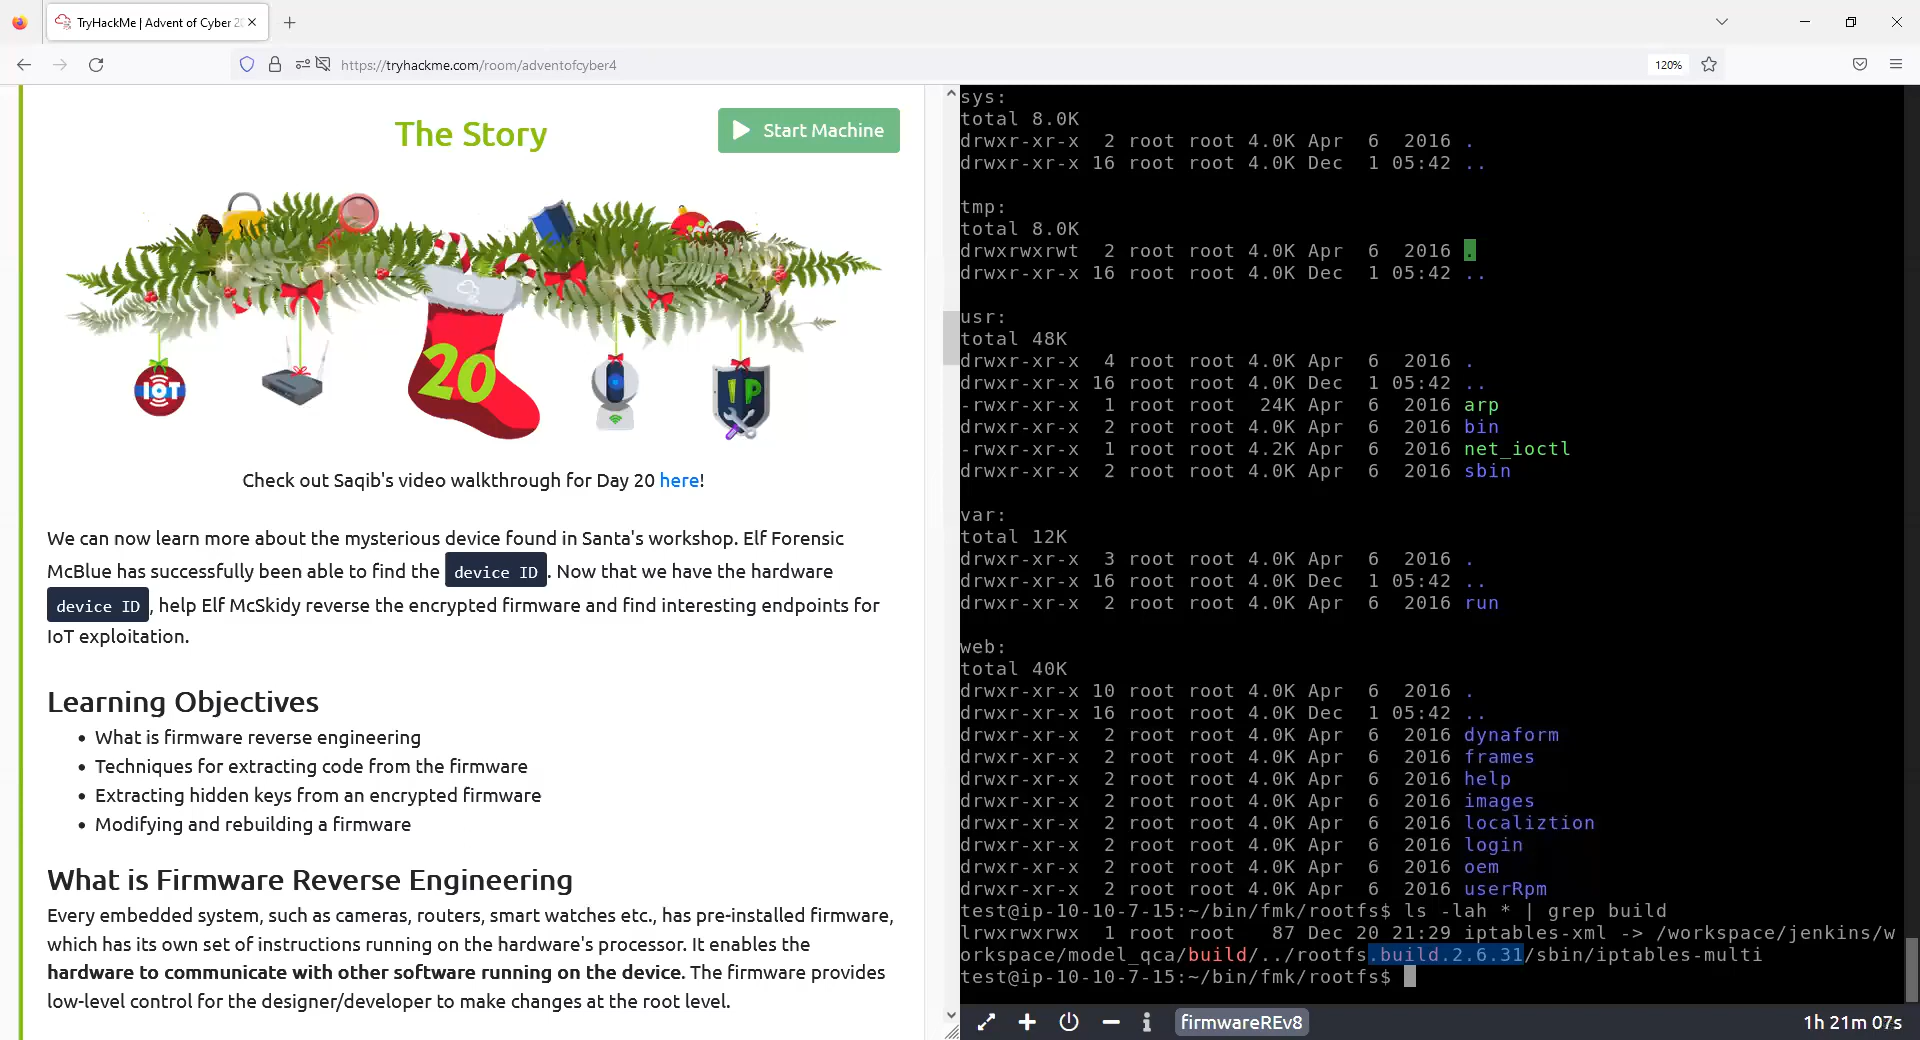 TryHackMe | Advent of Cyber 20
https://tryhackme.com/room/adventofcyber4
120%
The Story
Start Machine
IoT
20
IP
Check out Saqib's video walkthrough for Day 20 here!
We can now learn more about the mysterious device found in Santa's workshop. Elf Forensic
McBlue has successfully been able to find the device ID. Now that we have the hardware
device ID, help Elf McSkidy reverse the encrypted firmware and find interesting endpoints for
IoT exploitation.
Learning Objectives
• What is firmware reverse engineering
• Techniques for extracting code from the firmware
• Extracting hidden keys from an encrypted firmware
• Modifying and rebuilding a firmware
What is Firmware Reverse Engineering
Every embedded system, such as cameras, routers, smart watches etc., has pre-installed firmware,
which has its own set of instructions running on the hardware's processor. It enables the
hardware to communicate with other software running on the device. The firmware provides
low-level control for the designer/developer to make changes at the root level.
sys:
total 8.0K
drwxr-xr-x 2 root root 4.0K Apr 6 2016 .
drwxr-xr-x 16 root root 4.0K Dec 1 05:42 ..
tmp:
total 8.0K
drwxrwxrwt 2 root root 4.0K Apr 6 2016 .
drwxr-xr-x 16 root root 4.0K Dec 1 05:42 ..
usr:
total 48K
drwxr-xr-x 4 root root 4.0K Apr 6 2016 .
drwxr-xr-x 16 root root 4.0K Dec 1 05:42 ..
-rwxr-xr-x 1 root root 24K Apr 6 2016 arp
drwxr-xr-x 2 root root 4.0K Apr 6 2016 bin
-rwxr-xr-x 1 root root 4.2K Apr 6 2016 net_ioctl
drwxr-xr-x 2 root root 4.0K Apr 6 2016 sbin
var:
total 12K
drwxr-xr-x 3 root root 4.0K Apr 6 2016 .
drwxr-xr-x 16 root root 4.0K Dec 1 05:42 ..
drwxr-xr-x 2 root root 4.0K Apr 6 2016 run
web:
total 40K
drwxr-xr-x 10 root root 4.0K Apr 6 2016 .
drwxr-xr-x 16 root root 4.0K Dec 1 05:42 ..
drwxr-xr-x 2 root root 4.0K Apr 6 2016 dynaform
drwxr-xr-x 2 root root 4.0K Apr 6 2016 frames
drwxr-xr-x 2 root root 4.0K Apr 6 2016 help
drwxr-xr-x 2 root root 4.0K Apr 6 2016 images
drwxr-xr-x 2 root root 4.0K Apr 6 2016 localiztion
drwxr-xr-x 2 root root 4.0K Apr 6 2016 login
drwxr-xr-x 2 root root 4.0K Apr 6 2016 oem
drwxr-xr-x 2 root root 4.0K Apr 6 2016 userRpm
test@ip-10-10-7-15:~/bin/fmk/rootfs$ ls -lah * | grep build
lrwxrwxrwx 1 root root 87 Dec 20 21:29 iptables-xml -> /workspace/jenkins/w
orkspace/model_qca/build/../rootfs.build.2.6.31/sbin/iptables-multi
test@ip-10-10-7-15:~/bin/fmk/rootfs$
firmwareREv8
1h 21m 07s